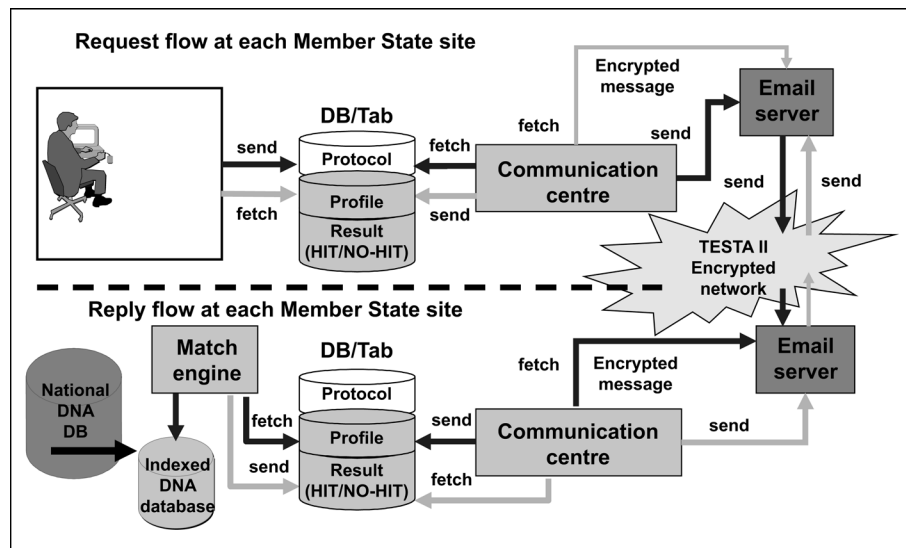 Request flow at each Member State site
Encrypted
message
Email
server
DB/Tab
send
fetch
Protocol
fetch
send
Communication
centre
Profile
fetch
send
Result
(HIT/NO-HIT)
send
send
TESTA II
Encrypted
network
Reply flow at each Member State site
Match
engine
DB/Tab
fetch
Encrypted
message
Email
server
National
DNA
DB
Protocol
fetch
send
Profile
Communication
centre
send
Indexed
DNA
database
send
Result
(HIT/NO-HIT)
fetch